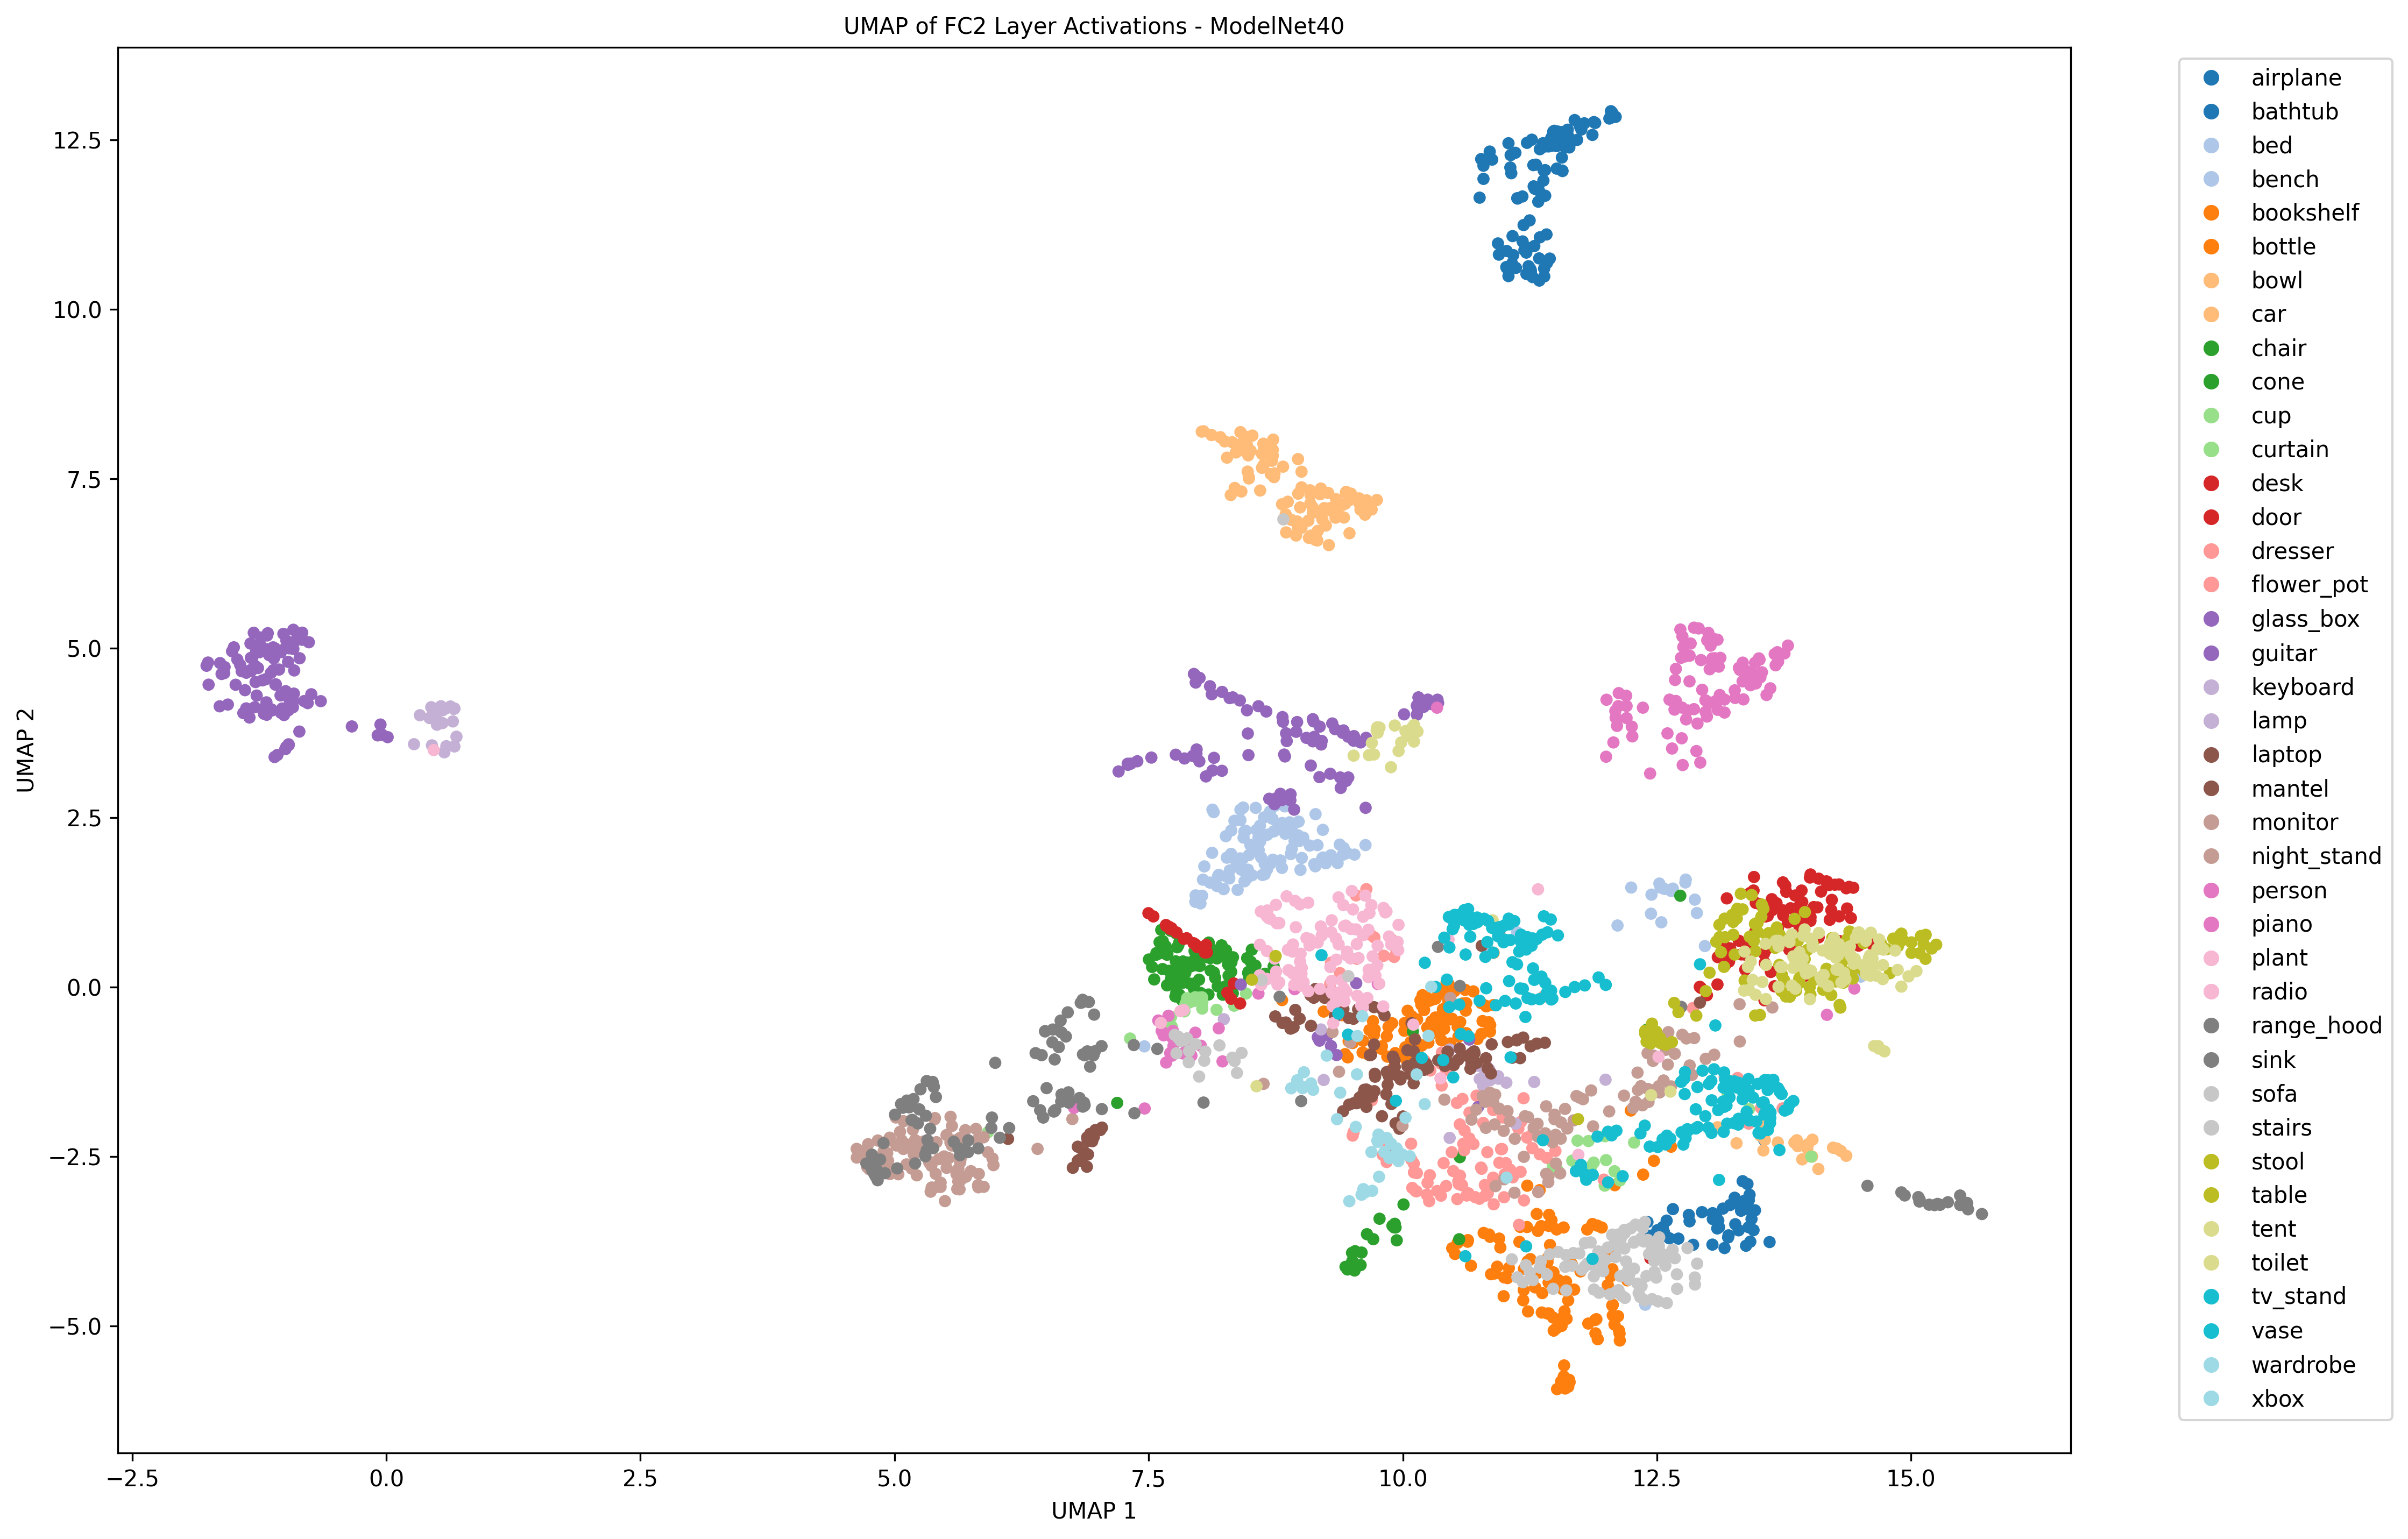 UMAP of FC2 Layer Activations - ModelNet40
UMAP 2
12.5
10.0
7.5
5.0
2.5
0.0
−2.5
−5.0
−2.5
0.0
2.5
5.0
7.5
10.0
12.5
15.0
UMAP 1
airplane
bathtub
bed
bench
bookshelf
bottle
bowl
car
chair
cone
cup
curtain
desk
door
dresser
flower_pot
glass_box
guitar
keyboard
lamp
laptop
mantel
monitor
night_stand
person
piano
plant
radio
range_hood
sink
sofa
stairs
stool
table
tent
toilet
tv_stand
vase
wardrobe
xbox